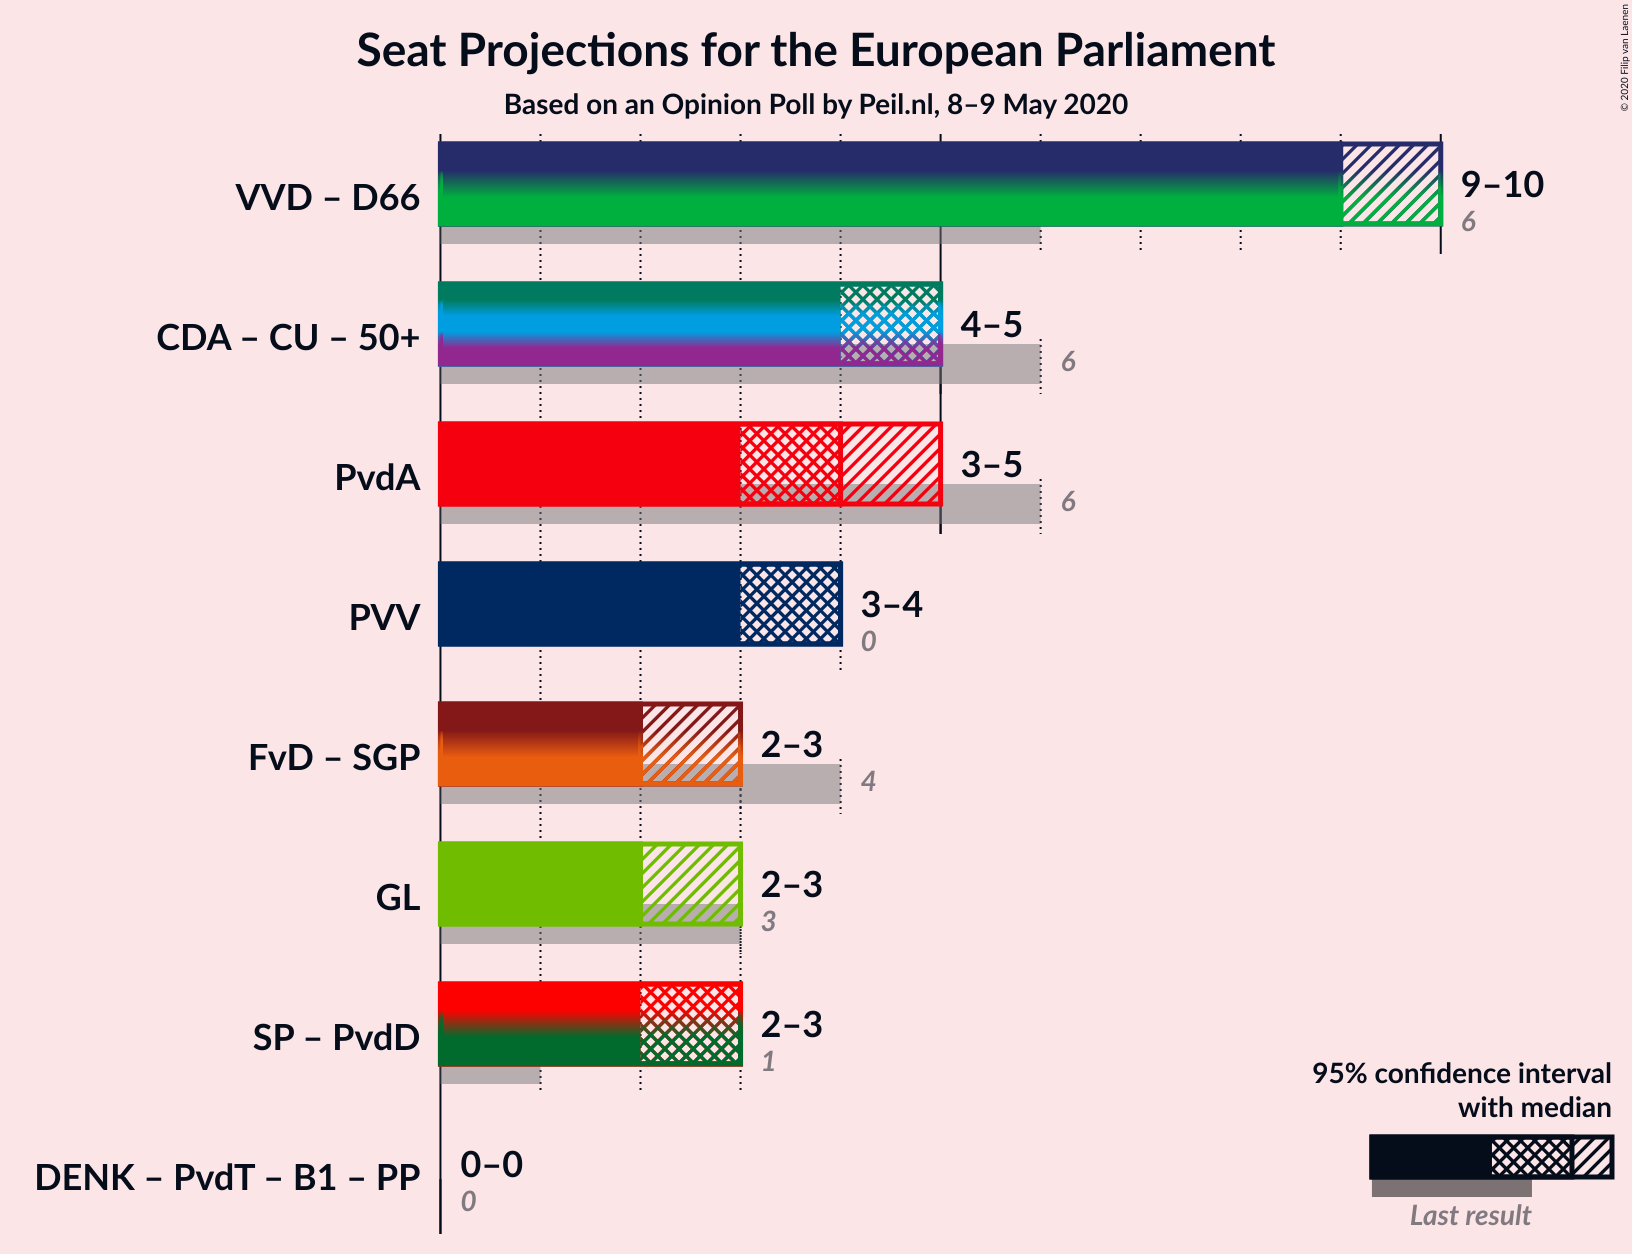 Seat Projections for the European Parliament
Based on an Opinion Poll by Peil.nl, 8–9 May 2020
© 2020 Filip van Laenen
VVD – D66
9–10
6
CDA – CU – 50+
4–5
6
PvdA
3–5
6
PVV
3–4
0
FvD – SGP
2–3
4
GL
2–3
3
SP – PvdD
2–3
1
DENK – PvdT – B1 – PP
0–0
0
95% confidence interval
with median
Last result